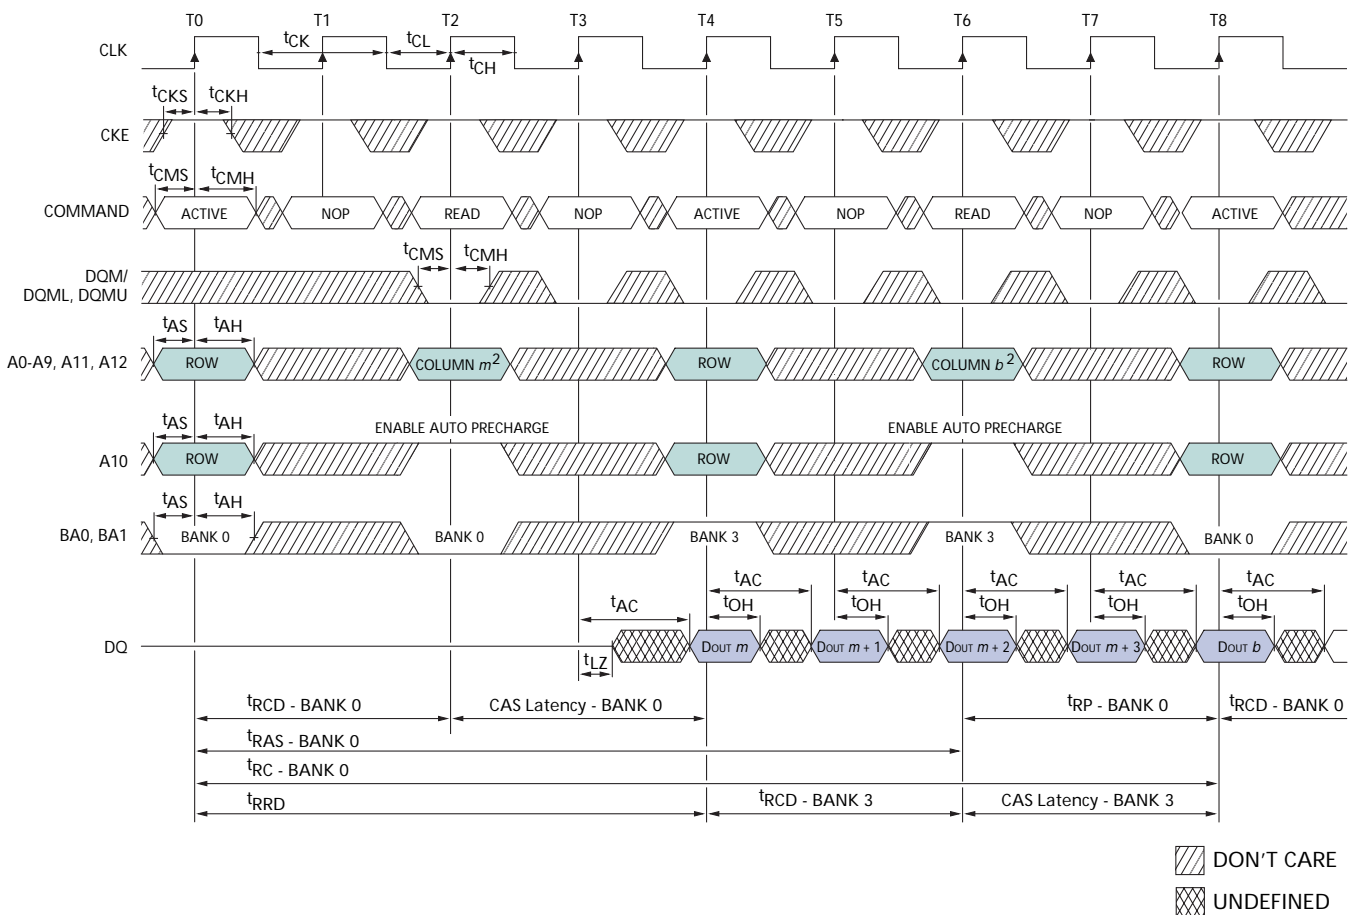 T0 T1 T2 T3 T4 T5 T6 T7 T8
CLK
tCK tCL
tCH
tCKS tCKH
CKE
tCMS tCMH
COMMAND ACTIVE NOP READ NOP ACTIVE NOP READ NOP ACTIVE
tCMS tCMH
DQM/
DQML, DQMU
tAS tAH
A0-A9, A11, A12 ROW COLUMN m2 ROW COLUMN b2 ROW
tAS tAH
ENABLE AUTO PRECHARGE ENABLE AUTO PRECHARGE
A10 ROW ROW ROW
tAS tAH
BA0, BA1 BANK 0 BANK 0 BANK 3 BANK 3 BANK 0
tAC tAC tAC tAC tAC
tOH tOH tOH tOH tOH
DQ DOUT m DOUT m + 1 DOUT m + 2 DOUT m + 3 DOUT b
tLZ
tRCD - BANK 0 CAS Latency - BANK 0 tRP - BANK 0 tRCD - BANK 0
tRAS - BANK 0
tRC - BANK 0
tRRD tRCD - BANK 3 CAS Latency - BANK 3
DON'T CARE
UNDEFINED